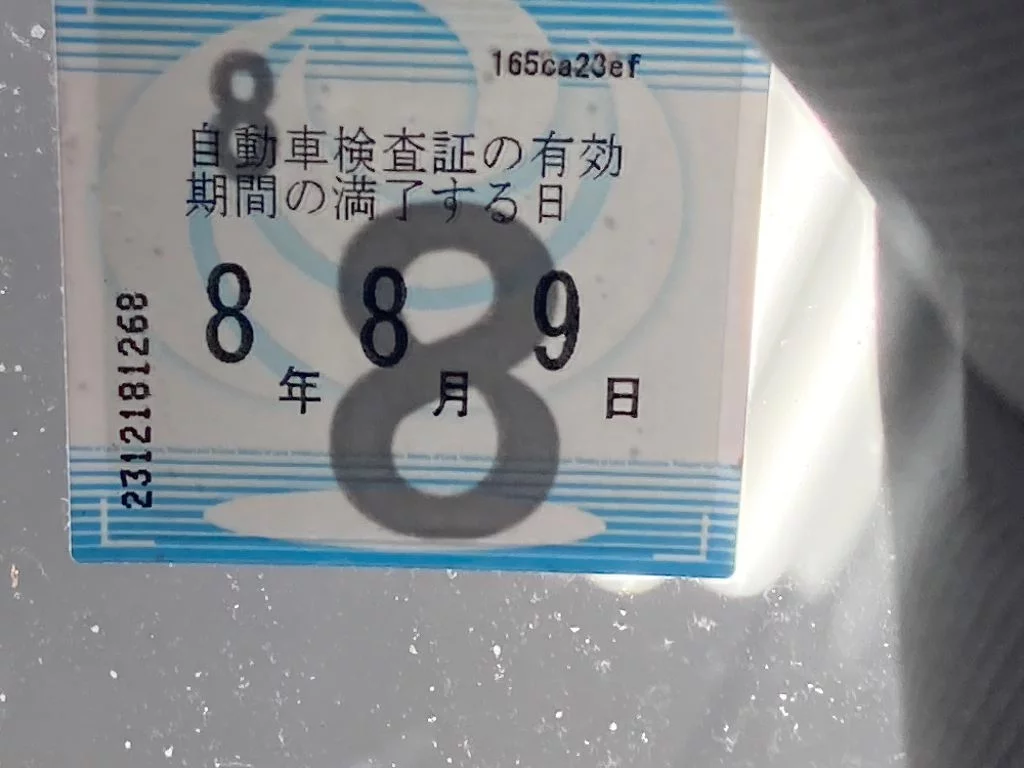 8
165ca23ef
自動車検査証の有効
期間の満了する日
8年 8月 9日
8
2312181268